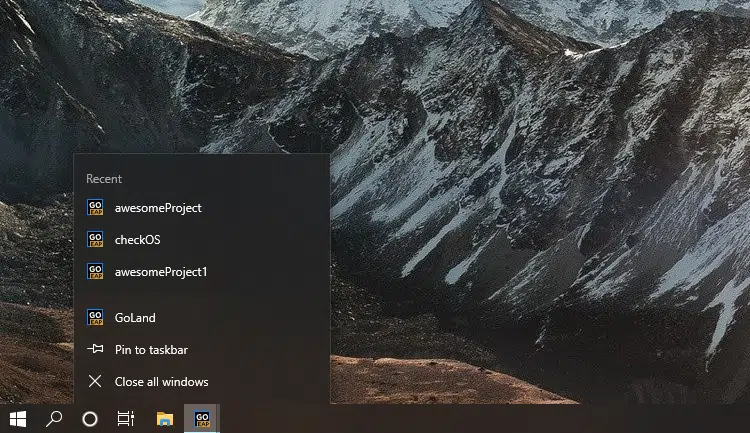 Recent
GO EAP awesomeProject
GO EAP checkOS
GO EAP awesomeProject1
GO EAP GoLand
Pin to taskbar
Close all windows
GO EAP